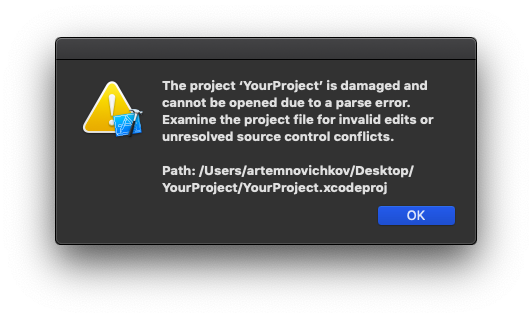 The project ‘YourProject’ is damaged and
cannot be opened due to a parse error.
Examine the project file for invalid edits or
unresolved source control conflicts.
Path: /Users/artemnovichkov/Desktop/
YourProject/YourProject.xcodeproj
OK